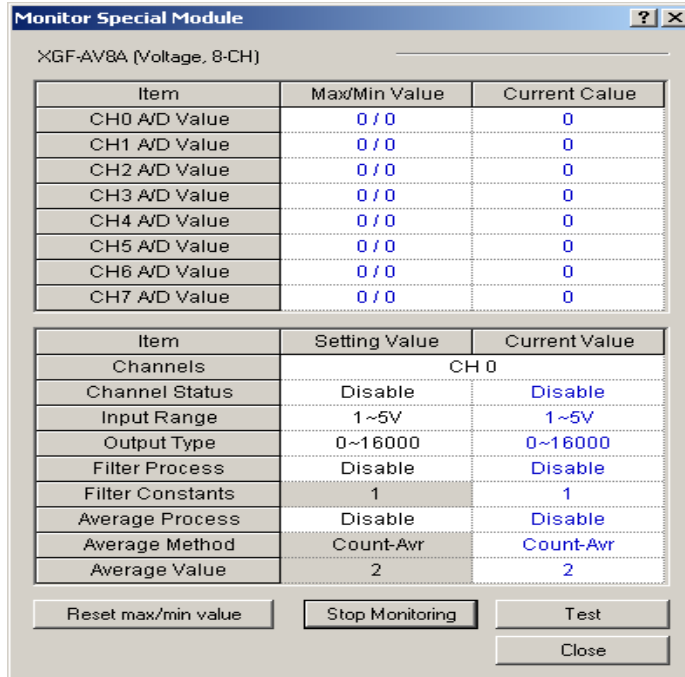 Monitor Special Module
XGF-AV8A (Voltage, 8-CH)
Item Max/Min Value Current Calue
CH0 A/D Value 0 / 0 0
CH1 A/D Value 0 / 0 0
CH2 A/D Value 0 / 0 0
CH3 A/D Value 0 / 0 0
CH4 A/D Value 0 / 0 0
CH5 A/D Value 0 / 0 0
CH6 A/D Value 0 / 0 0
CH7 A/D Value 0 / 0 0
Item Setting Value Current Value
Channels CH 0
Channel Status Disable Disable
Input Range 1~5V 1~5V
Output Type 0~16000 0~16000
Filter Process Disable Disable
Filter Constants 1 1
Average Process Disable Disable
Average Method Count-Avr Count-Avr
Average Value 2 2
Reset max/min value Stop Monitoring Test
Close